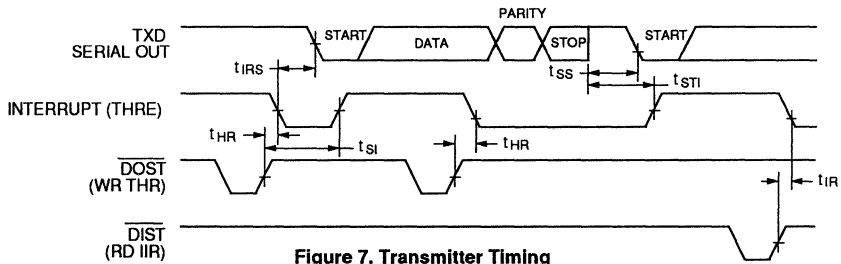 PARITY
TXD
SERIAL OUT
START
DATA
STOP
START
tIRS
tSS
tSTI
INTERRUPT (THRE)
tHR
tSI
tHR
DOST
(WR THR)
tIR
DIST
(RD IIR)
Figure 7. Transmitter Timing